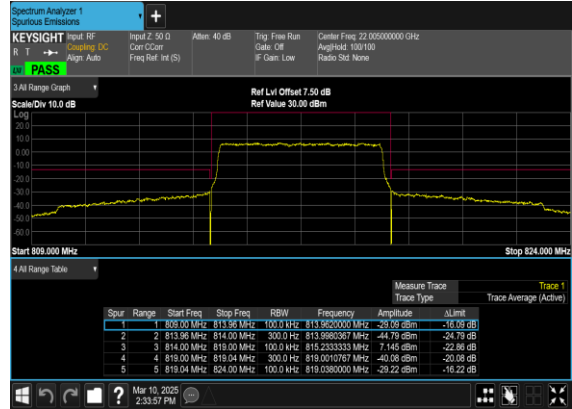 Spectrum Analyzer 1
Spurious Emissions
KEYSIGHT Input: RF Input Z: 50 Ω Atten: 40 dB Trig: Free Run Center Freq: 22.005000000 GHz
R T Coupling: DC Corr CCorr Gate: Off Avg|Hold: 100/100
Align: Auto Freq Ref: Int (S) IF Gain: Low Radio Std: None
LW PASS
3 All Range Graph
Ref Lvl Offset 7.50 dB
Scale/Div 10.0 dB Ref Value 30.00 dBm
Log
20.0
10.0
0.00
-10.0
-20.0
-30.0
-40.0
-50.0
-60.0
Start 809.000 MHz Stop 824.000 MHz
4 All Range Table
Measure Trace Trace 1
Trace Type Trace Average (Active)
Spur Range Start Freq Stop Freq RBW Frequency Amplitude ΔLimit
1 1 809.00 MHz 813.96 MHz 100.0 kHz 813.9620000 MHz -29.09 dBm -16.09 dB
2 2 813.96 MHz 814.00 MHz 300.0 Hz 813.9980367 MHz -44.79 dBm -24.79 dB
3 3 814.00 MHz 819.00 MHz 100.0 kHz 815.2333333 MHz 7.145 dBm -22.86 dB
4 4 819.00 MHz 819.04 MHz 300.0 Hz 819.0010767 MHz -40.08 dBm -20.08 dB
5 5 819.04 MHz 824.00 MHz 100.0 kHz 819.0380000 MHz -29.22 dBm -16.22 dB
? Mar 10, 2025
2:33:57 PM